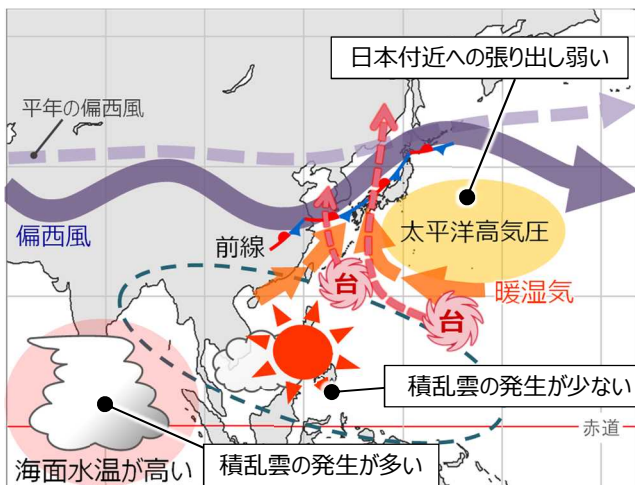 日本付近への張り出し弱い
平年の偏西風
偏西風
前線
太平洋高気圧
暖湿気
台
台
積乱雲の発生が少ない
赤道
海面水温が高い
積乱雲の発生が多い